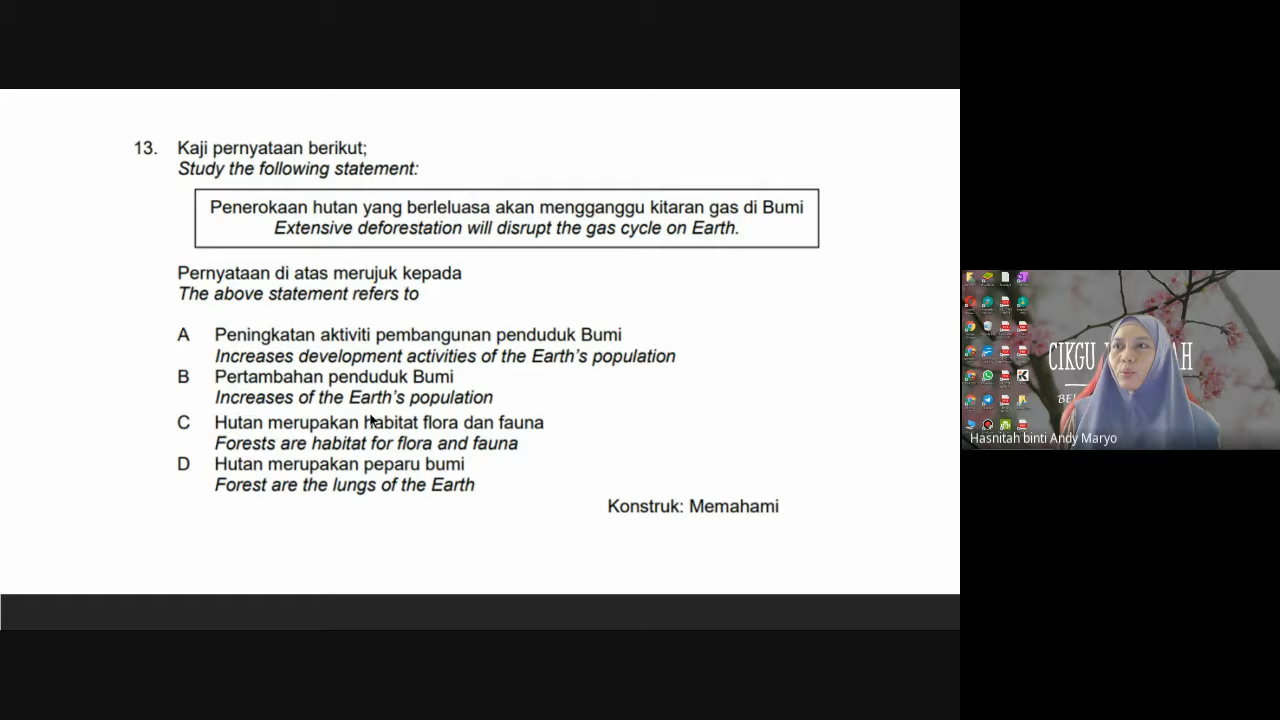 13. Kaji pernyataan berikut;
Study the following statement:
Penerokaan hutan yang berleluasa akan mengganggu kitaran gas di Bumi
Extensive deforestation will disrupt the gas cycle on Earth.
Pernyataan di atas merujuk kepada
The above statement refers to
A Peningkatan aktiviti pembangunan penduduk Bumi
Increases development activities of the Earth's population
B Pertambahan penduduk Bumi
Increases of the Earth's population
C Hutan merupakan habitat flora dan fauna
Forests are habitat for flora and fauna
D Hutan merupakan peparu bumi
Forest are the lungs of the Earth
Konstruk: Memahami
CIKGU
Hasnitah binti Andy Maryo